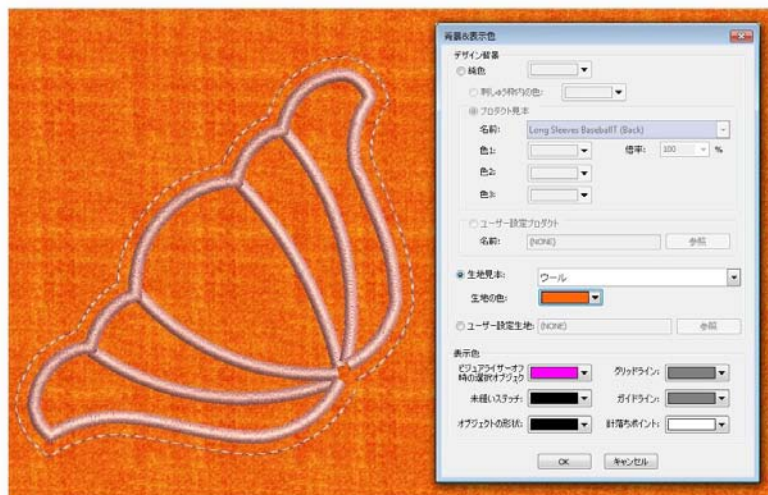 背景&表示色
デザイン背景
純色
刺しゅう枠内の色:
プロダクト見本
名前: Long Sleeves BaseballT (Back)
色1: 倍率: 100 %
色2:
色3:
ユーザー設定プロダクト
名前: (NONE) 参照
生地見本: ウール
生地の色:
ユーザー設定生地: (NONE) 参照
表示色
ビジュアライザーオフ
時の選択オブジェク グリッドライン:
未縫いステッチ: ガイドライン:
オブジェクトの形状: 針落ちポイント:
OK キャンセル